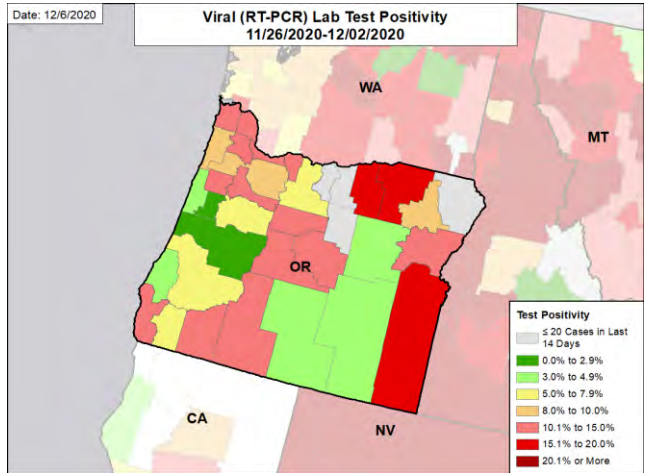 Date: 12/6/2020
Viral (RT-PCR) Lab Test Positivity
11/26/2020-12/02/2020
WA
MT
OR
CA
NV
Test Positivity
≤ 20 Cases in Last
14 Days
0.0% to 2.9%
3.0% to 4.9%
5.0% to 7.9%
8.0% to 10.0%
10.1% to 15.0%
15.1% to 20.0%
20.1% or More